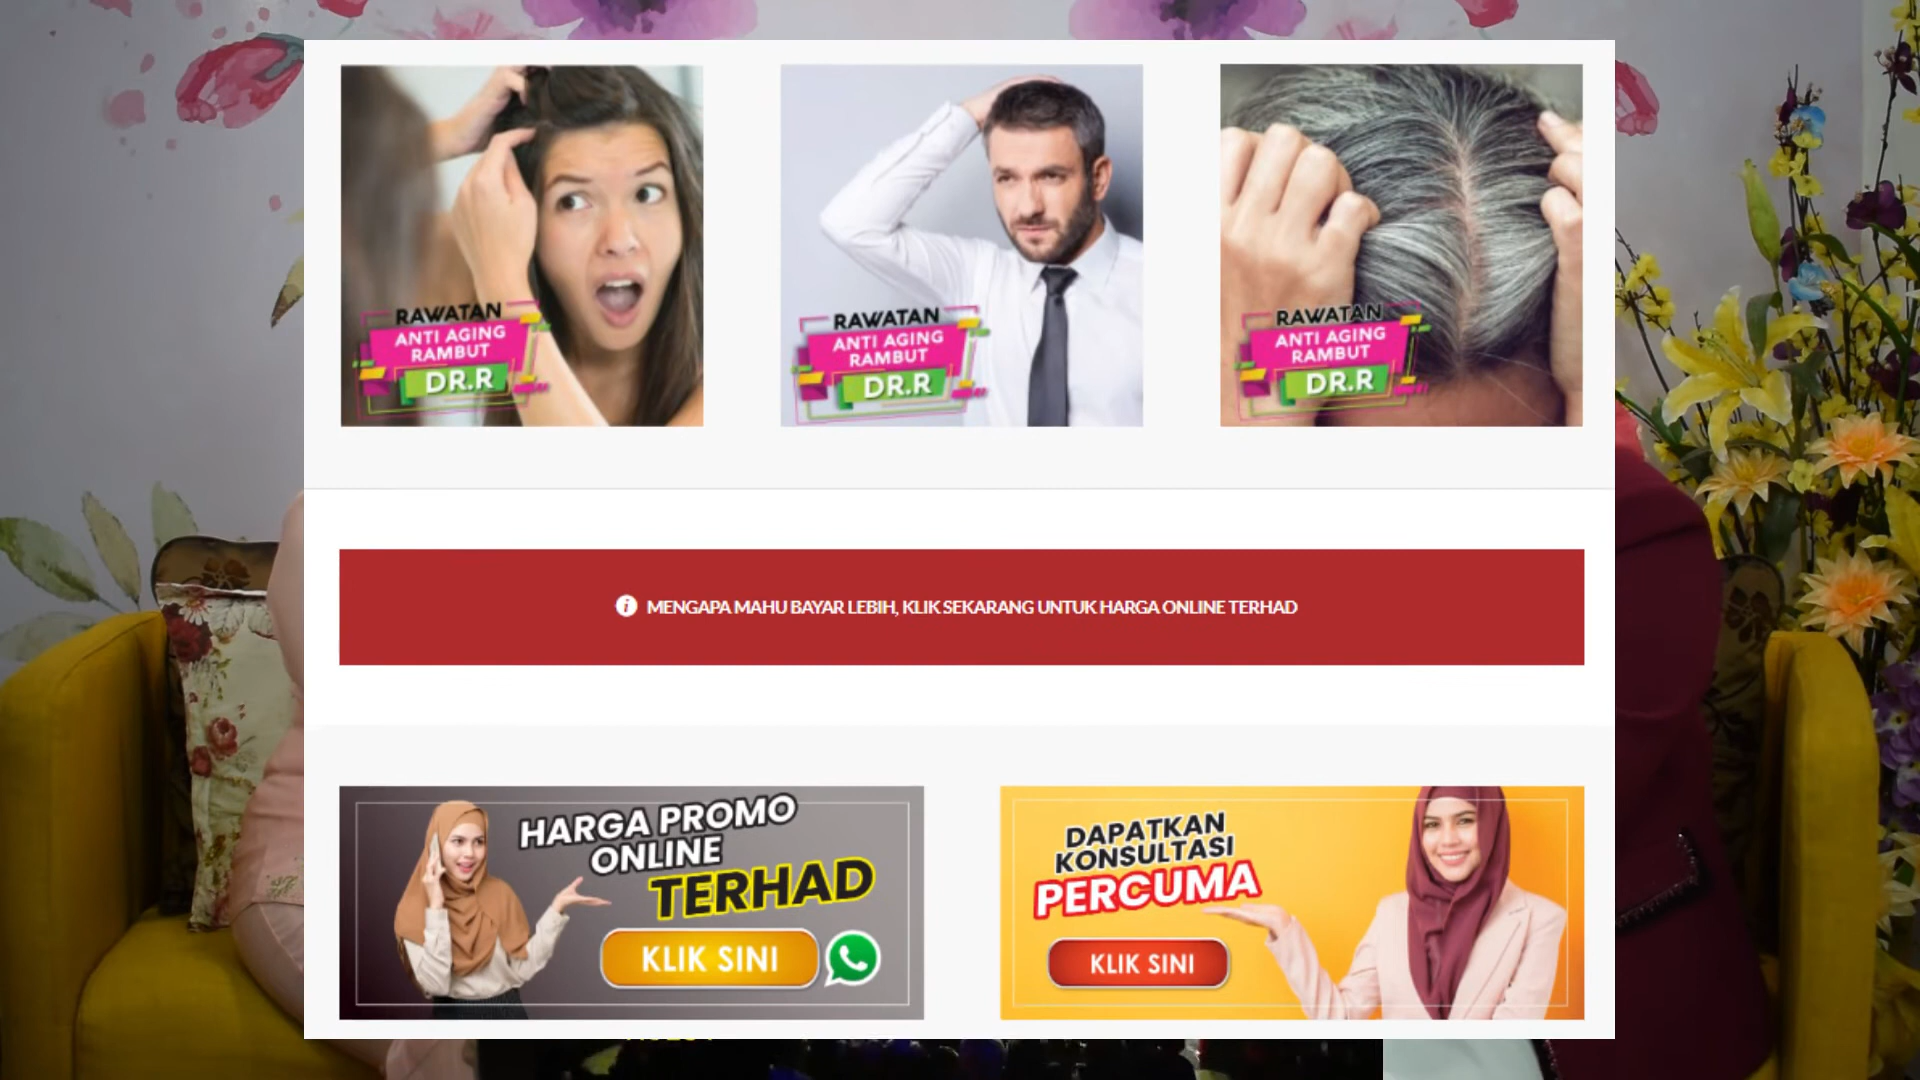 RAWATAN
ANTI AGING
RAMBUT
DR.R
RAWATAN
ANTI AGING
RAMBUT
DR.R
RAWATAN
ANTI AGING
RAMBUT
DR.R
MENGAPA MAHU BAYAR LEBIH, KLIK SEKARANG UNTUK HARGA ONLINE TERHAD
HARGA PROMO
ONLINE
TERHAD
KLIK SINI
DAPATKAN
KONSULTASI
PERCUMA
KLIK SINI